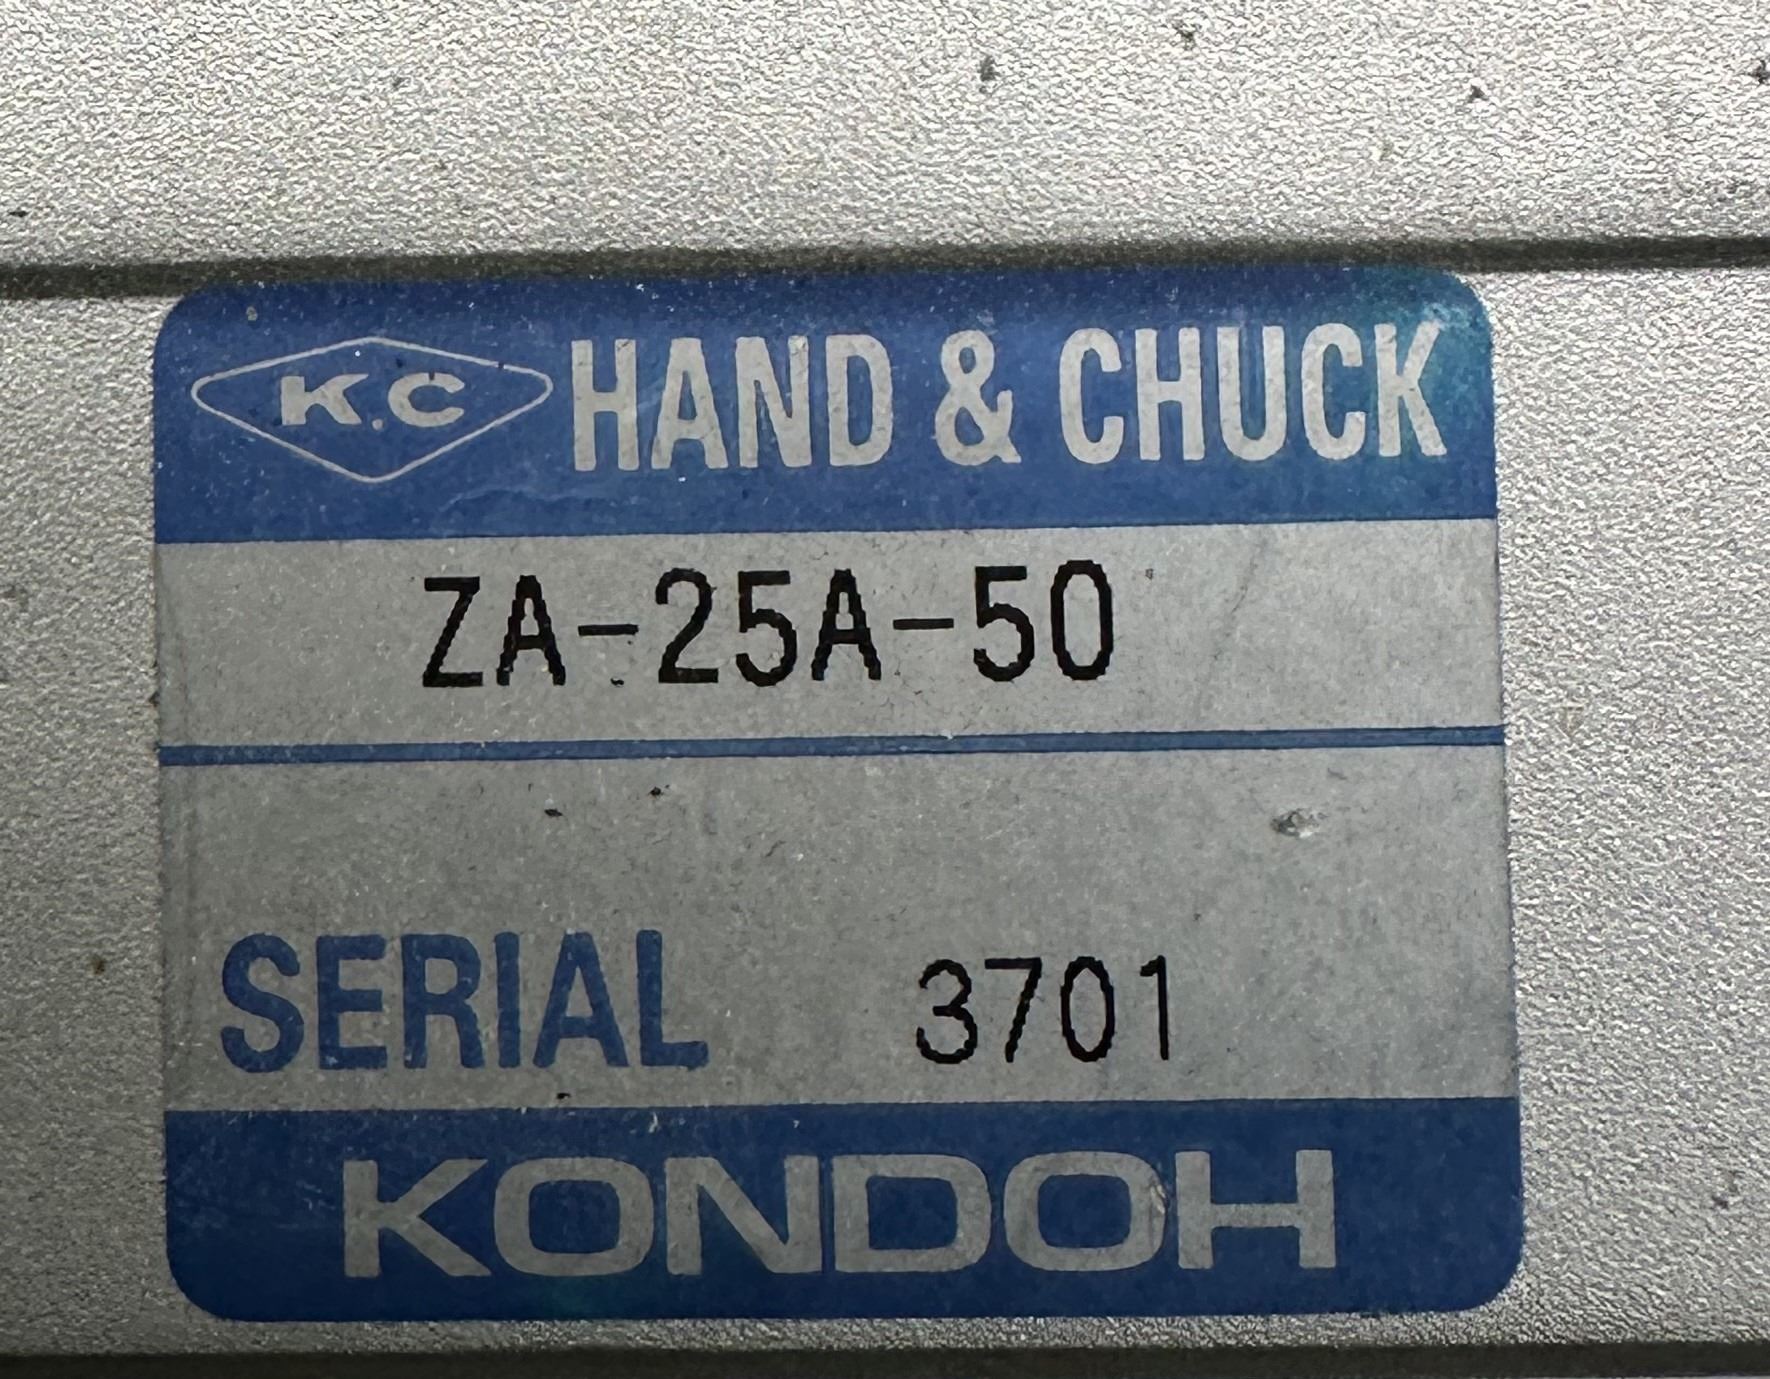 K.C HAND & CHUCK
ZA-25A-50
SERIAL 3701
KONDOH